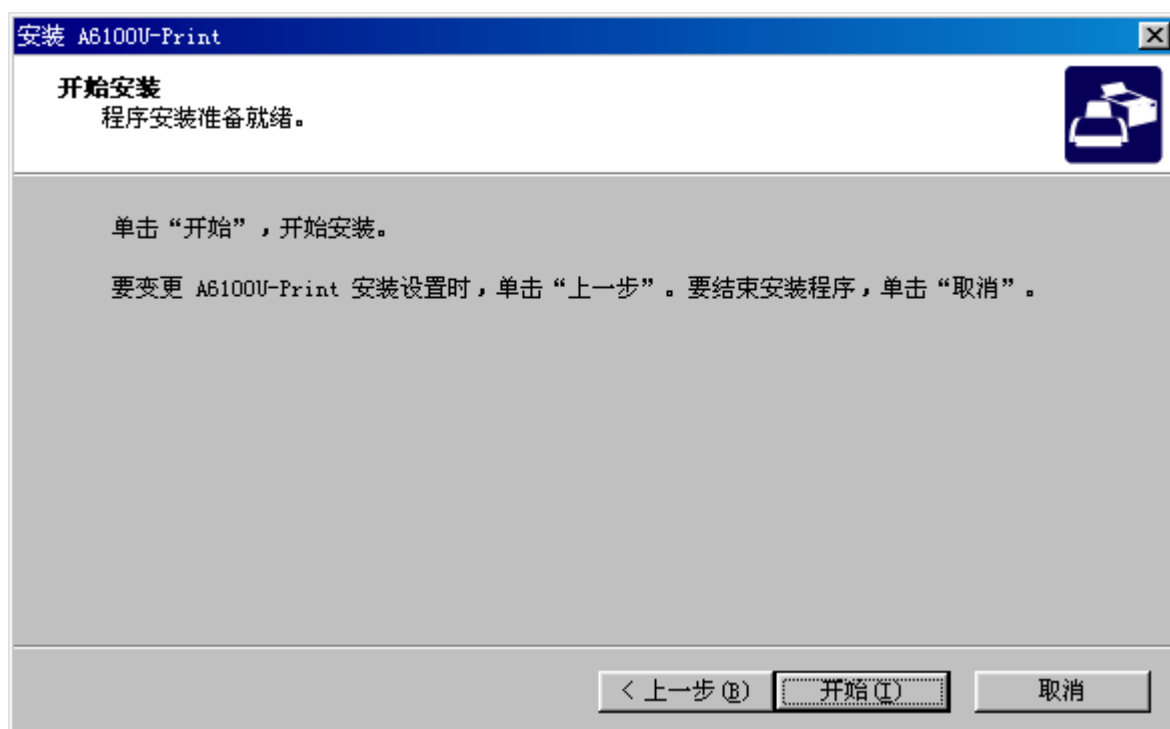 安装 A6100U-Print
开始安装
程序安装准备就绪。
单击“开始”，开始安装。
要变更 A6100U-Print 安装设置时，单击“上一步”。要结束安装程序，单击“取消”。
< 上一步(B)
开始(I)
取消